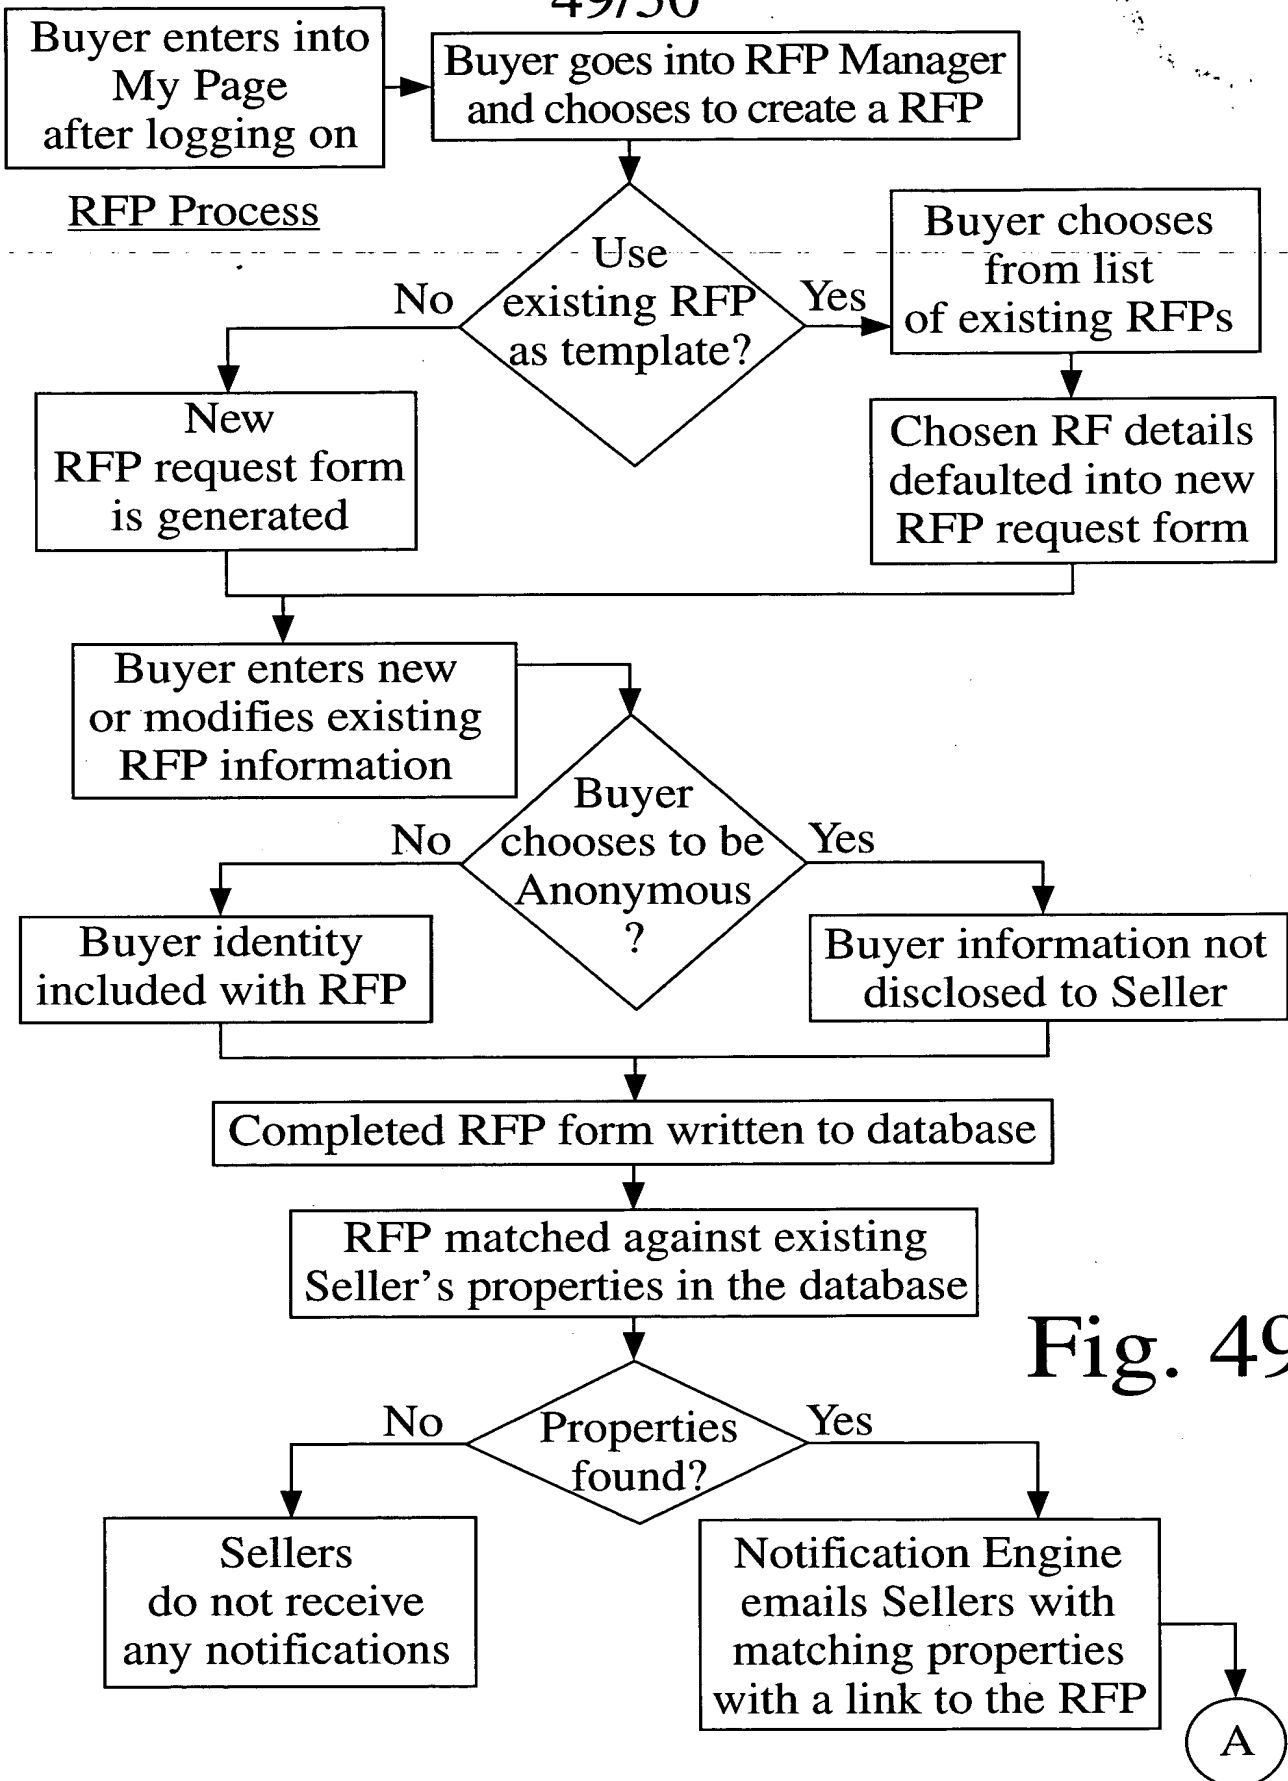 49/50
Buyer enters into
My Page
after logging on
Buyer goes into RFP Manager
and chooses to create a RFP
RFP Process
Use
existing RFP
as template?
No
Yes
Buyer chooses
from list
of existing RFPs
New
RFP request form
is generated
Chosen RF details
defaulted into new
RFP request form
Buyer enters new
or modifies existing
RFP information
Buyer
chooses to be
Anonymous
?
No
Yes
Buyer identity
included with RFP
Buyer information not
disclosed to Seller
Completed RFP form written to database
RFP matched against existing
Seller's properties in the database
Fig. 49
Properties
found?
No
Yes
Sellers
do not receive
any notifications
Notification Engine
emails Sellers with
matching properties
with a link to the RFP
A